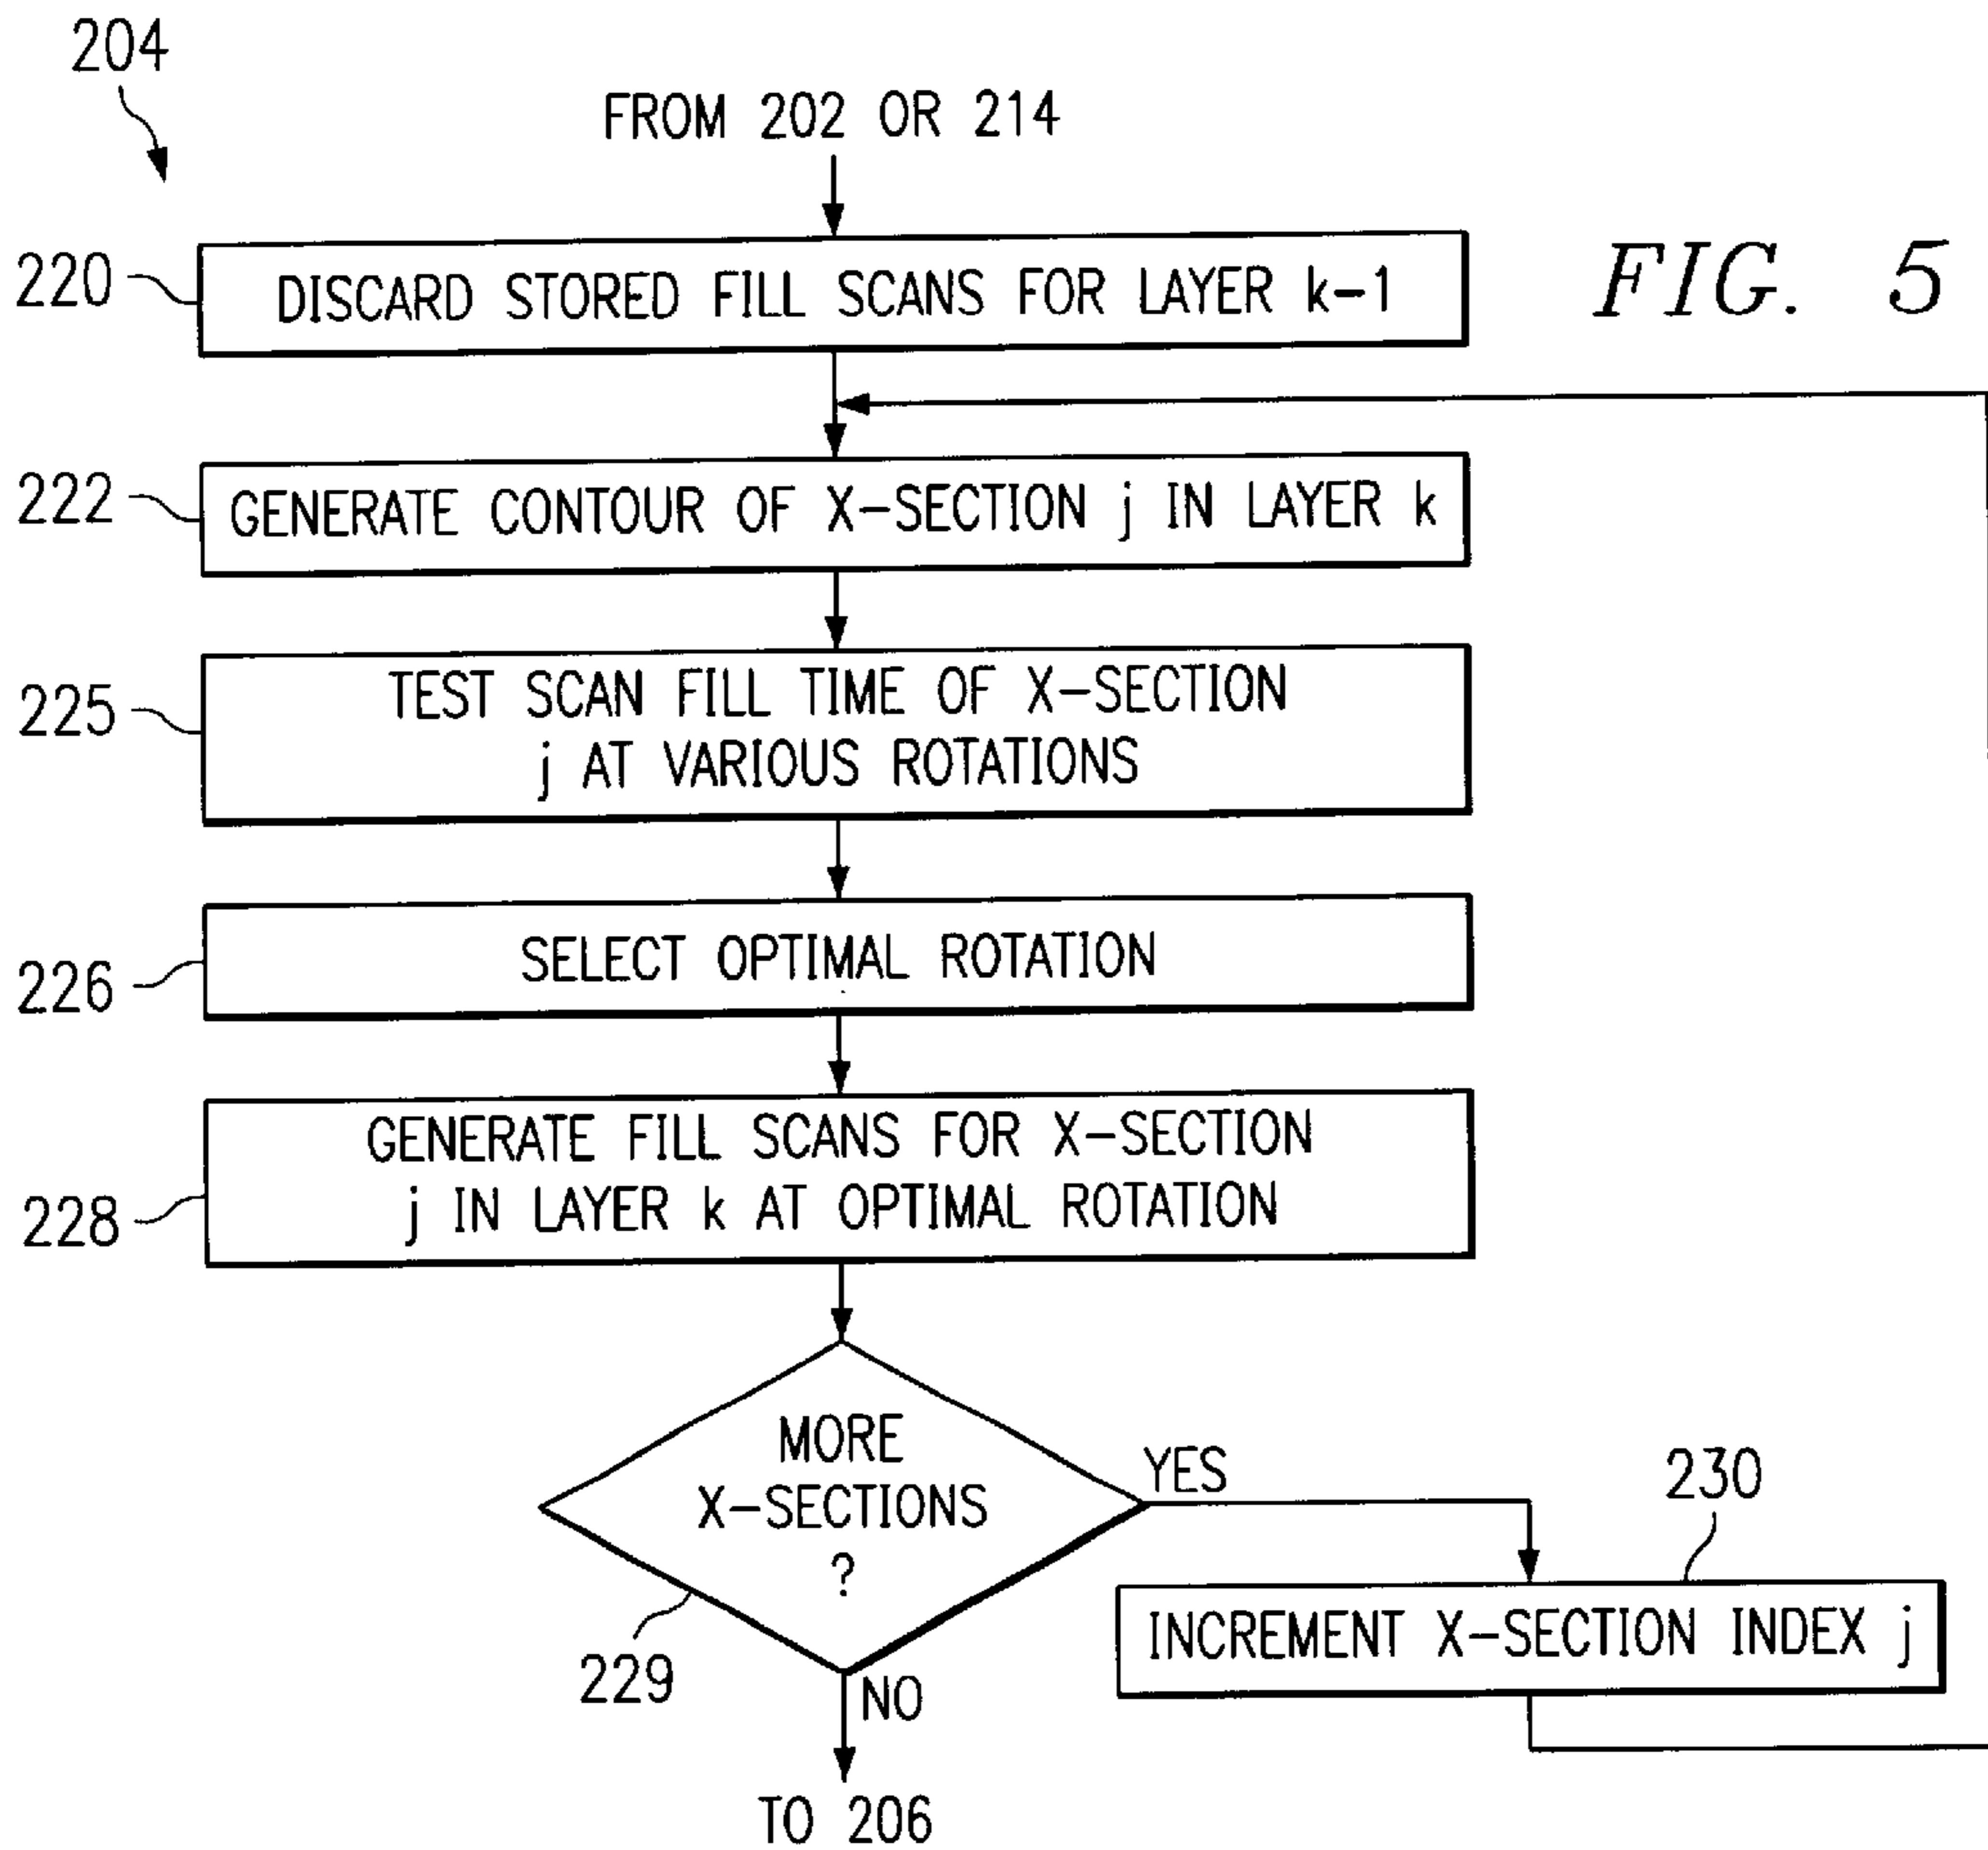 204
FROM 202 OR 214
220
DISCARD STORED FILL SCANS FOR LAYER k-1
FIG. 5
222
GENERATE CONTOUR OF X-SECTION j IN LAYER k
225
TEST SCAN FILL TIME OF X-SECTION
j AT VARIOUS ROTATIONS
226
SELECT OPTIMAL ROTATION
228
GENERATE FILL SCANS FOR X-SECTION
j IN LAYER k AT OPTIMAL ROTATION
MORE
X-SECTIONS
?
YES
229
NO
230
INCREMENT X-SECTION INDEX j
TO 206